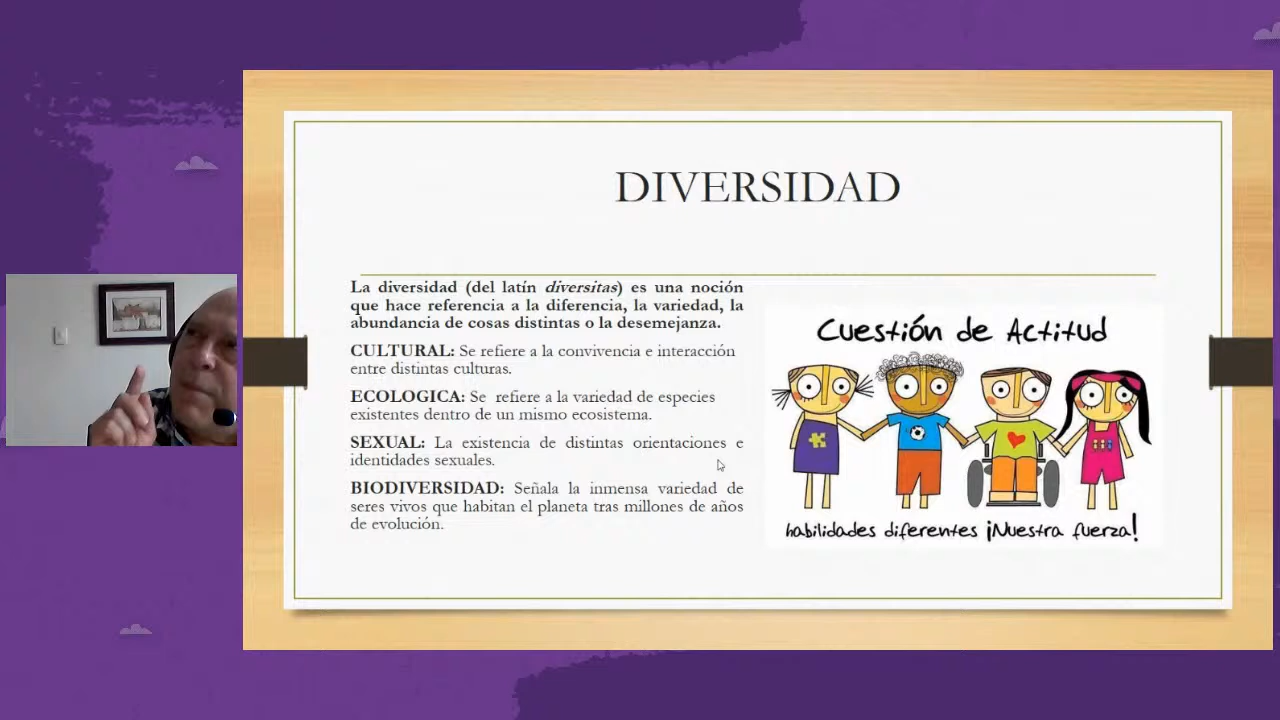 DIVERSIDAD
La diversidad (del latín diversitas) es una noción
que hace referencia a la diferencia, la variedad, la
abundancia de cosas distintas o la desemejanza.
CULTURAL: Se refiere a la convivencia e interacción
entre distintas culturas.
ECOLOGICA: Se refiere a la variedad de especies
existentes dentro de un mismo ecosistema.
SEXUAL: La existencia de distintas orientaciones e
identidades sexuales.
BIODIVERSIDAD: Señala la inmensa variedad de
seres vivos que habitan el planeta tras millones de años
de evolución.
Cuestión de Actitud
habilidades diferentes ¡Nuestra fuerza!